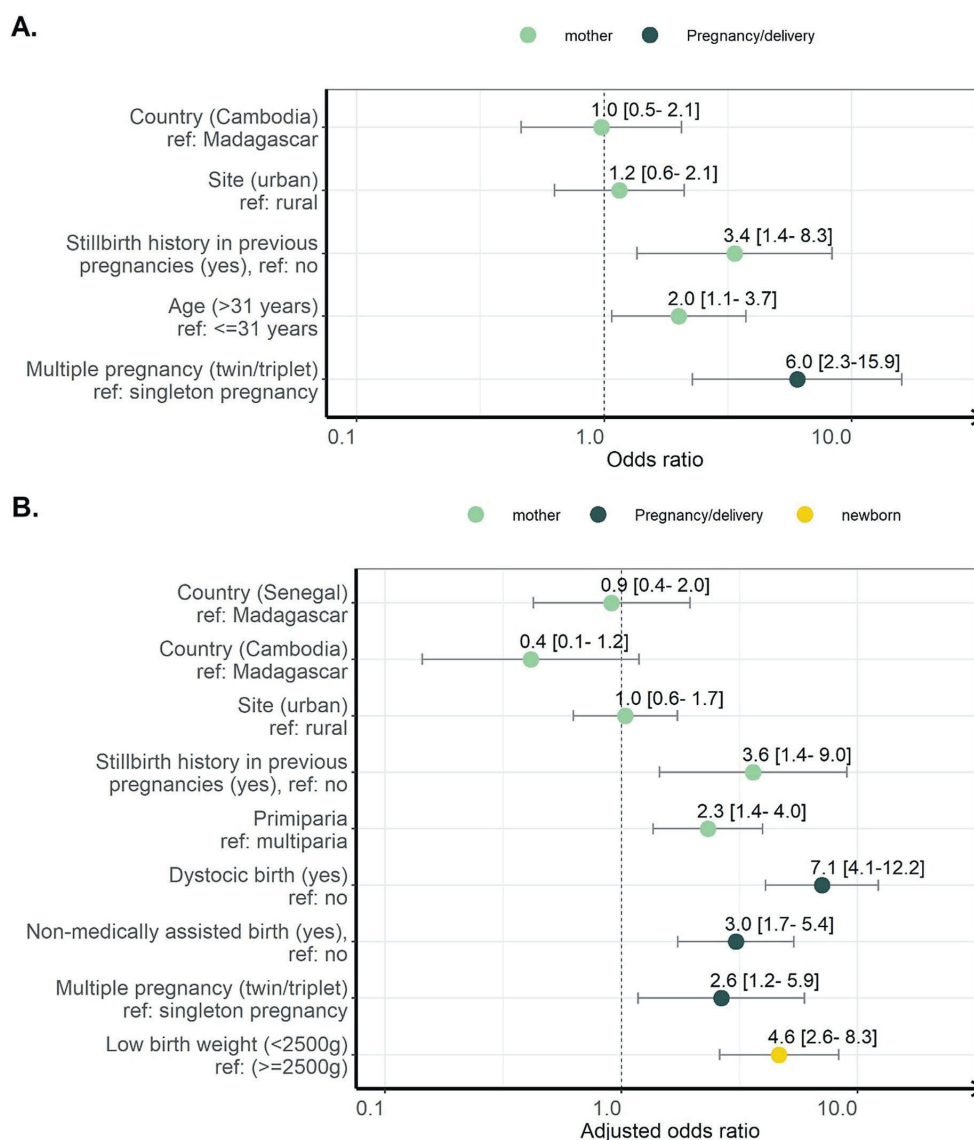 A.
mother Pregnancy/delivery
Country (Cambodia)
ref: Madagascar
1.0 [0.5- 2.1]
Site (urban)
ref: rural
1.2 [0.6- 2.1]
Stillbirth history in previous
pregnancies (yes), ref: no
3.4 [1.4- 8.3]
Age (>31 years)
ref: <=31 years
2.0 [1.1- 3.7]
Multiple pregnancy (twin/triplet)
ref: singleton pregnancy
6.0 [2.3-15.9]
0.1 1.0 10.0
Odds ratio
B.
mother Pregnancy/delivery newborn
Country (Senegal)
ref: Madagascar
0.9 [0.4- 2.0]
Country (Cambodia)
ref: Madagascar
0.4 [0.1- 1.2]
Site (urban)
ref: rural
1.0 [0.6- 1.7]
Stillbirth history in previous
pregnancies (yes), ref: no
3.6 [1.4- 9.0]
Primiparia
ref: multiparia
2.3 [1.4- 4.0]
Dystocic birth (yes)
ref: no
7.1 [4.1-12.2]
Non-medically assisted birth (yes),
ref: no
3.0 [1.7- 5.4]
Multiple pregnancy (twin/triplet)
ref: singleton pregnancy
2.6 [1.2- 5.9]
Low birth weight (<2500g)
ref: (>=2500g)
4.6 [2.6- 8.3]
0.1 1.0 10.0
Adjusted odds ratio